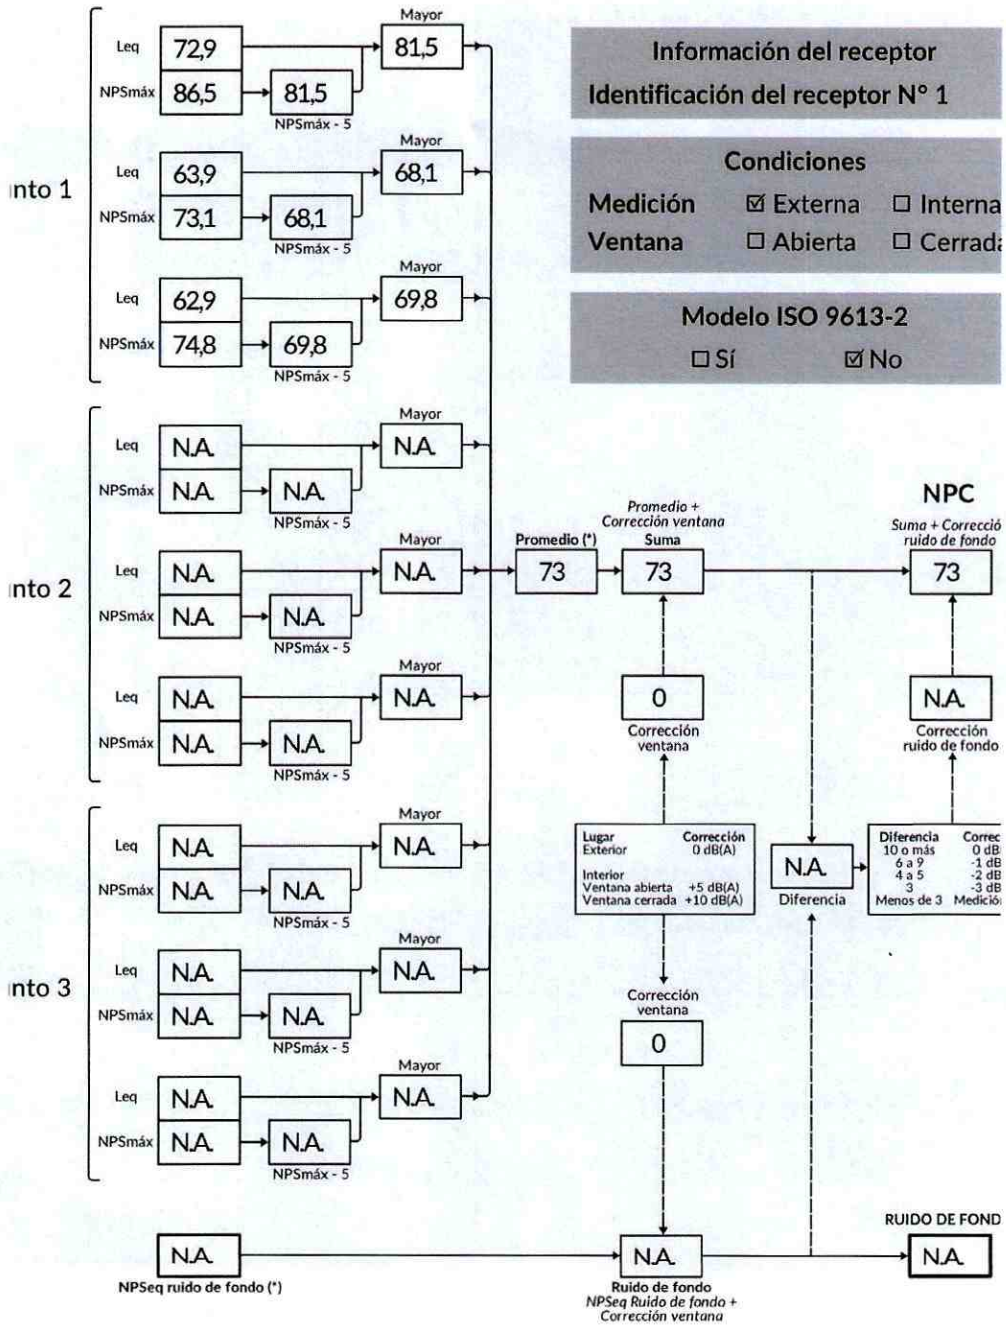 Mayor
Leq 72,9 81,5
NPSmáx 86,5 81,5
NPSmáx - 5
Información del receptor
Identificación del receptor N° 1
Mayor
Leq 63,9 68,1
NPSmáx 73,1 68,1
NPSmáx - 5
Condiciones
Medición ☑ Externa ☐ Interna
Ventana ☐ Abierta ☐ Cerrada
unto 1
Mayor
Leq 62,9 69,8
NPSmáx 74,8 69,8
NPSmáx - 5
Modelo ISO 9613-2
☐ Sí ☑ No
Mayor
Leq N.A. N.A.
NPSmáx N.A. N.A.
NPSmáx - 5
unto 2
Mayor
Leq N.A. N.A.
NPSmáx N.A. N.A.
NPSmáx - 5
Mayor
Leq N.A. N.A.
NPSmáx N.A. N.A.
NPSmáx - 5
Promedio (*)
73
Promedio +
Corrección ventana
Suma
73
NPC
Suma + Correcció
ruido de fondo
73
0
Corrección
ventana
N.A.
Corrección
ruido de fondo
Leq N.A. N.A.
NPSmáx N.A. N.A.
NPSmáx - 5
Mayor
unto 3
Mayor
Leq N.A. N.A.
NPSmáx N.A. N.A.
NPSmáx - 5
Mayor
Leq N.A. N.A.
NPSmáx N.A. N.A.
NPSmáx - 5
Lugar Corrección
Exterior 0 dB(A)
Interior
Ventana abierta +5 dB(A)
Ventana cerrada +10 dB(A)
N.A.
Diferencia
Diferencia Correc
10 o más 0 dB
6 a 9 -1 dB
4 a 5 -2 dB
3 -3 dB
Menos de 3 Medició
Corrección
ventana
0
N.A.
NPSeq ruido de fondo (*)
N.A.
Ruido de fondo
NPSeq Ruido de fondo +
Corrección ventana
RUIDO DE FOND
N.A.